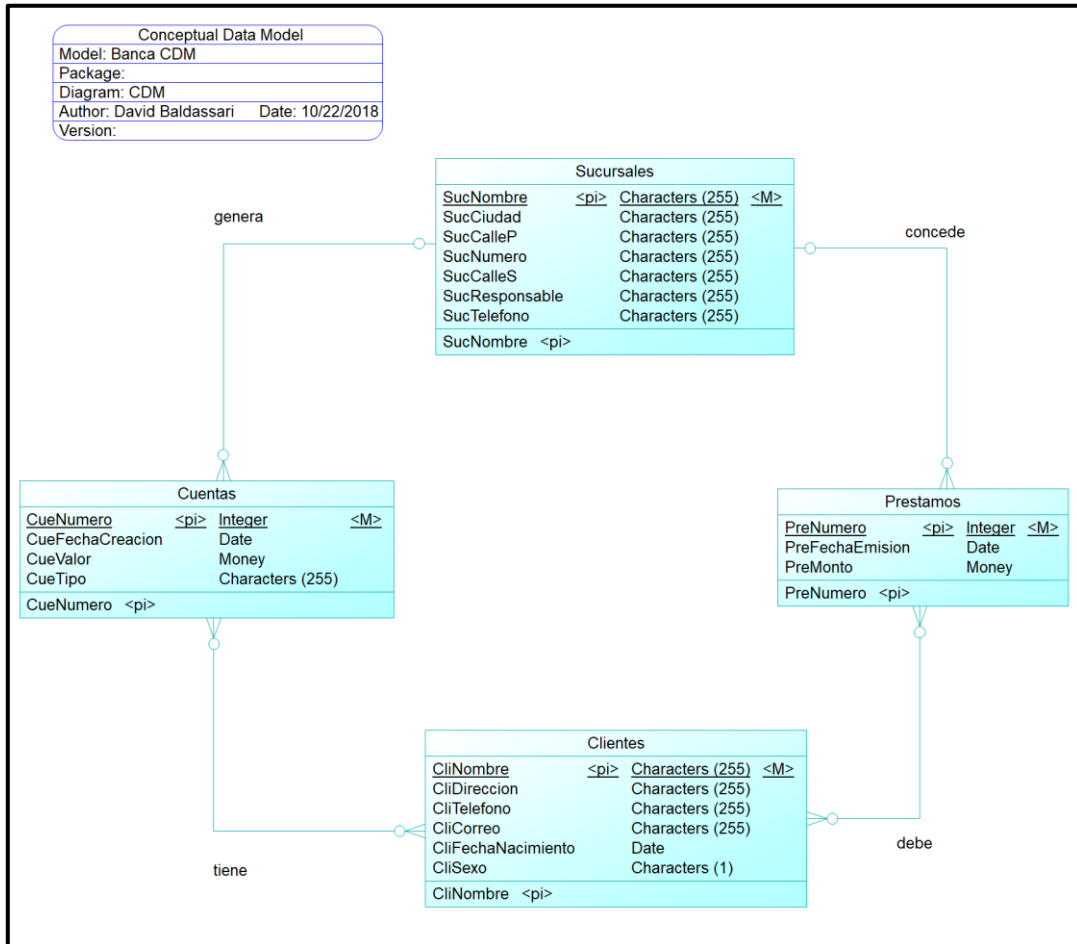 Conceptual Data Model
Model: Banca CDM
Package:
Diagram: CDM
Author: David Baldassari Date: 10/22/2018
Version:
Sucursales
SucNombre <pi> Characters (255) <M>
SucCiudad Characters (255)
SucCalleP Characters (255)
SucNumero Characters (255)
SucCalleS Characters (255)
SucResponsable Characters (255)
SucTelefono Characters (255)
SucNombre <pi>
genera
concede
Cuentas
CueNumero <pi> Integer <M>
CueFechaCreacion Date
CueValor Money
CueTipo Characters (255)
CueNumero <pi>
Prestamos
PreNumero <pi> Integer <M>
PreFechaEmision Date
PreMonto Money
PreNumero <pi>
Clientes
CliNombre <pi> Characters (255) <M>
CliDireccion Characters (255)
CliTelefono Characters (255)
CliCorreo Characters (255)
CliFechaNacimiento Date
CliSexo Characters (1)
CliNombre <pi>
tiene
debe